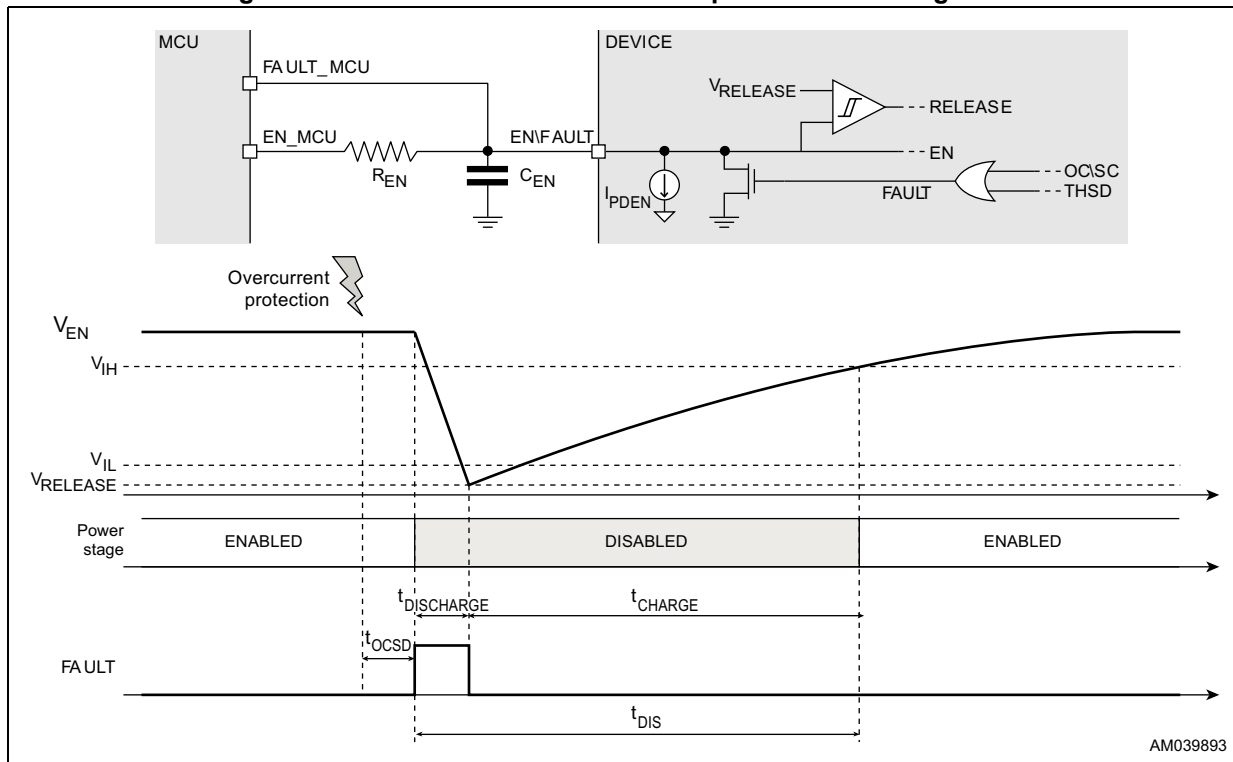 MCU
DEVICE
FAULT_MCU
VRELEASE
RELEASE
EN_MCU
EN\FAULT
EN
REN
CEN
IPDEN
FAULT
OC\SC
THSD
Overcurrent
protection
VEN
VIH
VIL
VRELEASE
Power
stage
ENABLED
DISABLED
ENABLED
tDISCHARGE
tCHARGE
tOCSD
FAULT
tDIS
AM039893